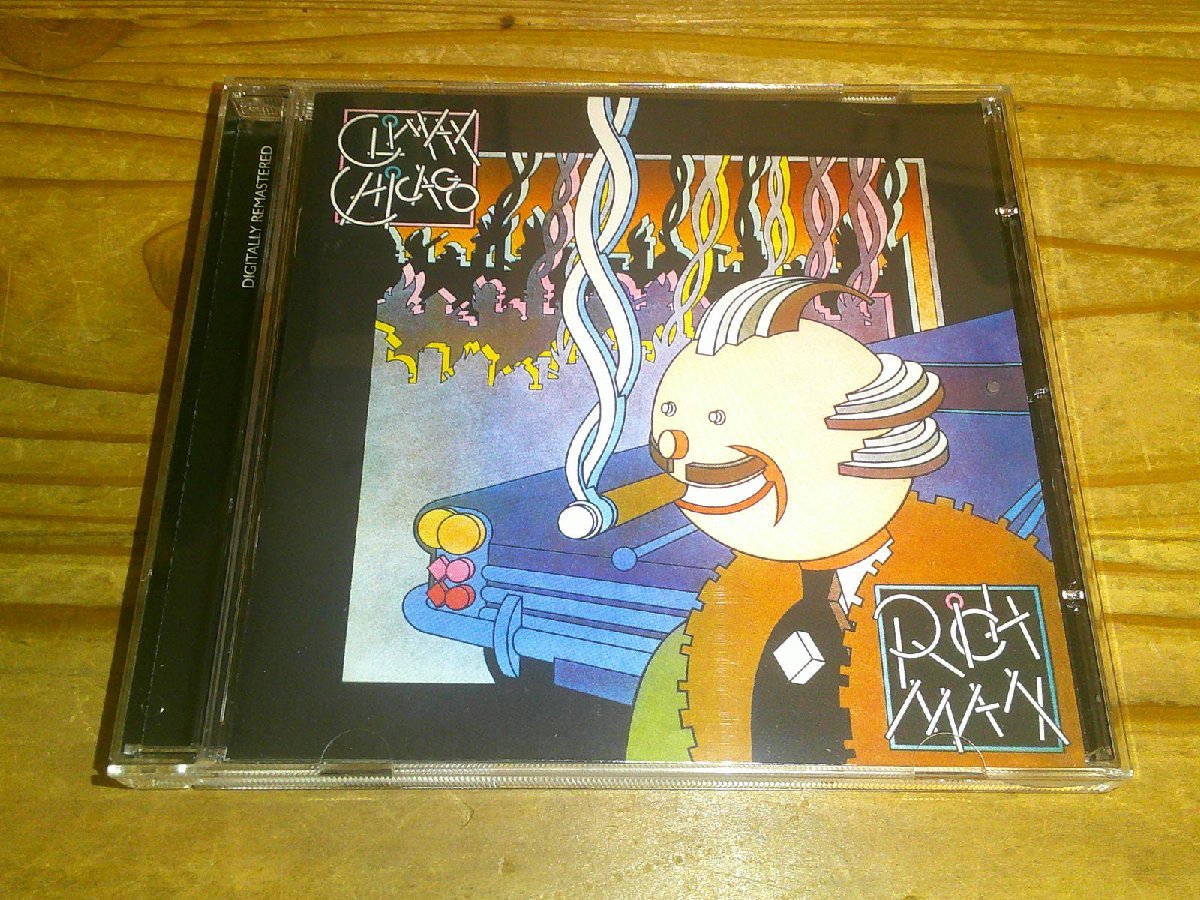 DIGITALLY REMASTERED
CLIMAX
CHICAGO
RICH
MAN